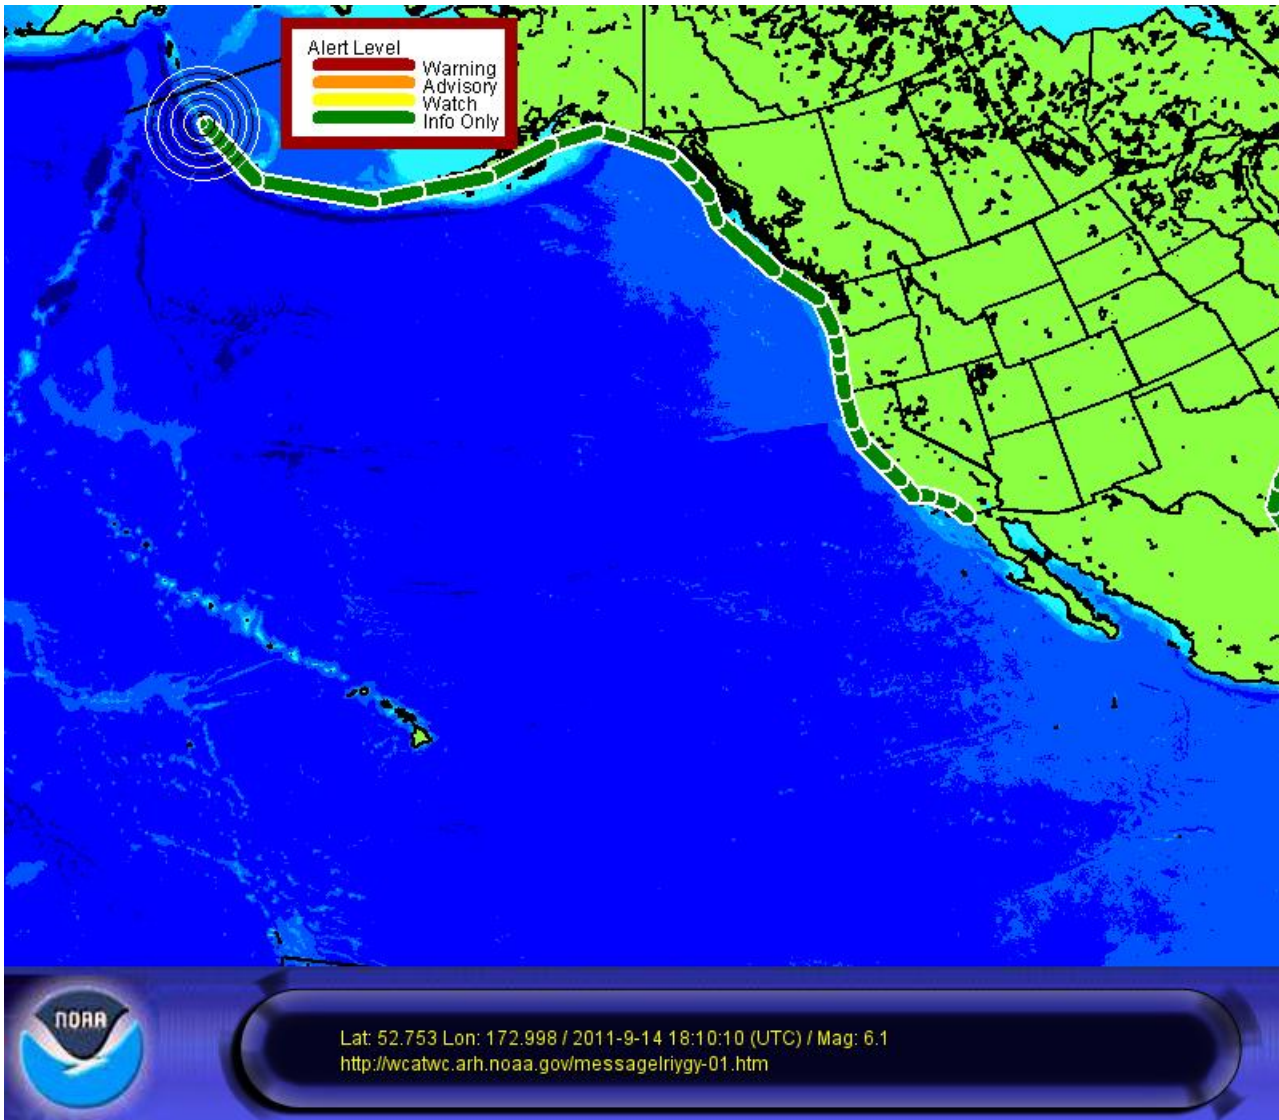 Alert Level
Warning
Advisory
Watch
Info Only
NOAA
Lat: 52.753 Lon: 172.998 / 2011-9-14 18:10:10 (UTC) / Mag: 6.1
http://wcatwc.arh.noaa.gov/messagelriygy-01.htm